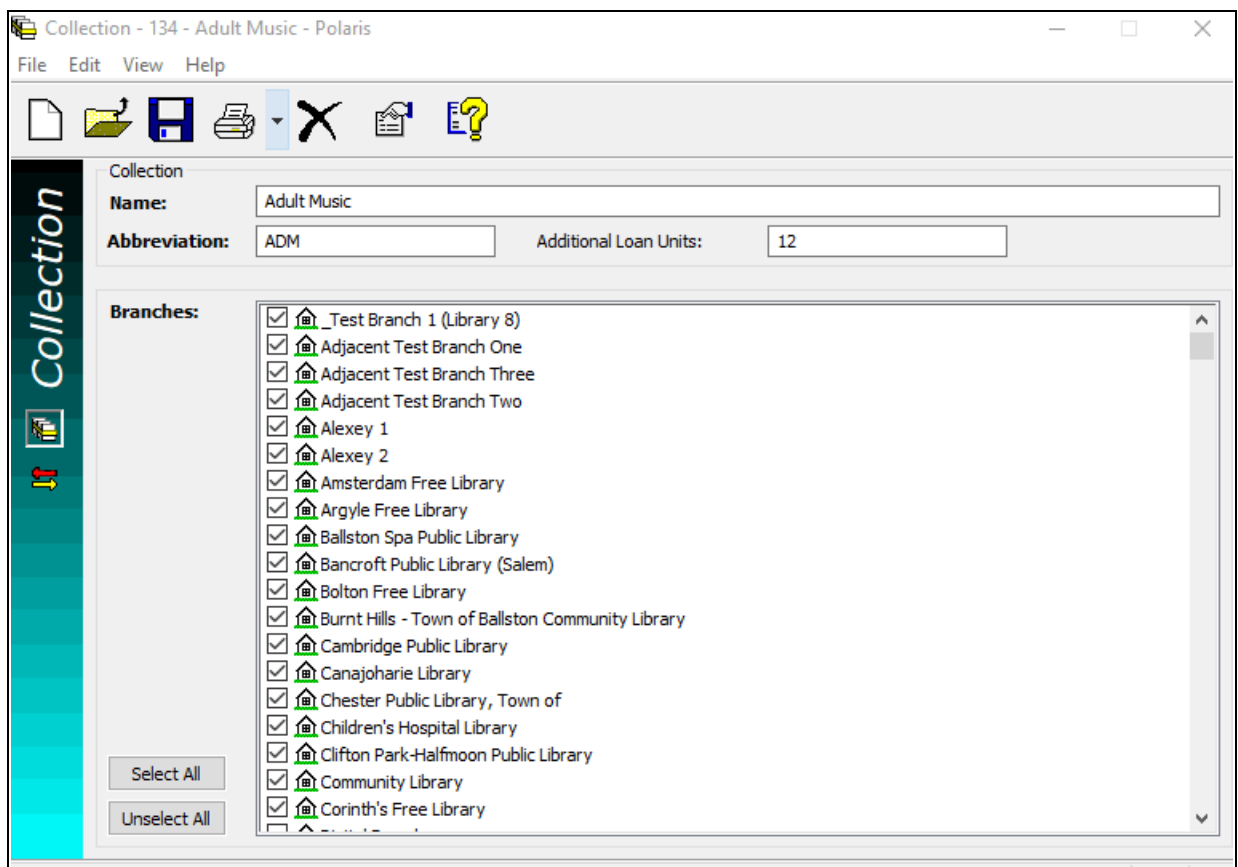 Collection - 134 - Adult Music - Polaris
File Edit View Help
Collection
Collection
Name: Adult Music
Abbreviation: ADM Additional Loan Units: 12
Branches:
_Test Branch 1 (Library 8)
Adjacent Test Branch One
Adjacent Test Branch Three
Adjacent Test Branch Two
Alexey 1
Alexey 2
Amsterdam Free Library
Argyle Free Library
Ballston Spa Public Library
Bancroft Public Library (Salem)
Bolton Free Library
Burnt Hills - Town of Ballston Community Library
Cambridge Public Library
Canajoharie Library
Chester Public Library, Town of
Children's Hospital Library
Clifton Park-Halfmoon Public Library
Community Library
Corinth's Free Library
Select All
Unselect All